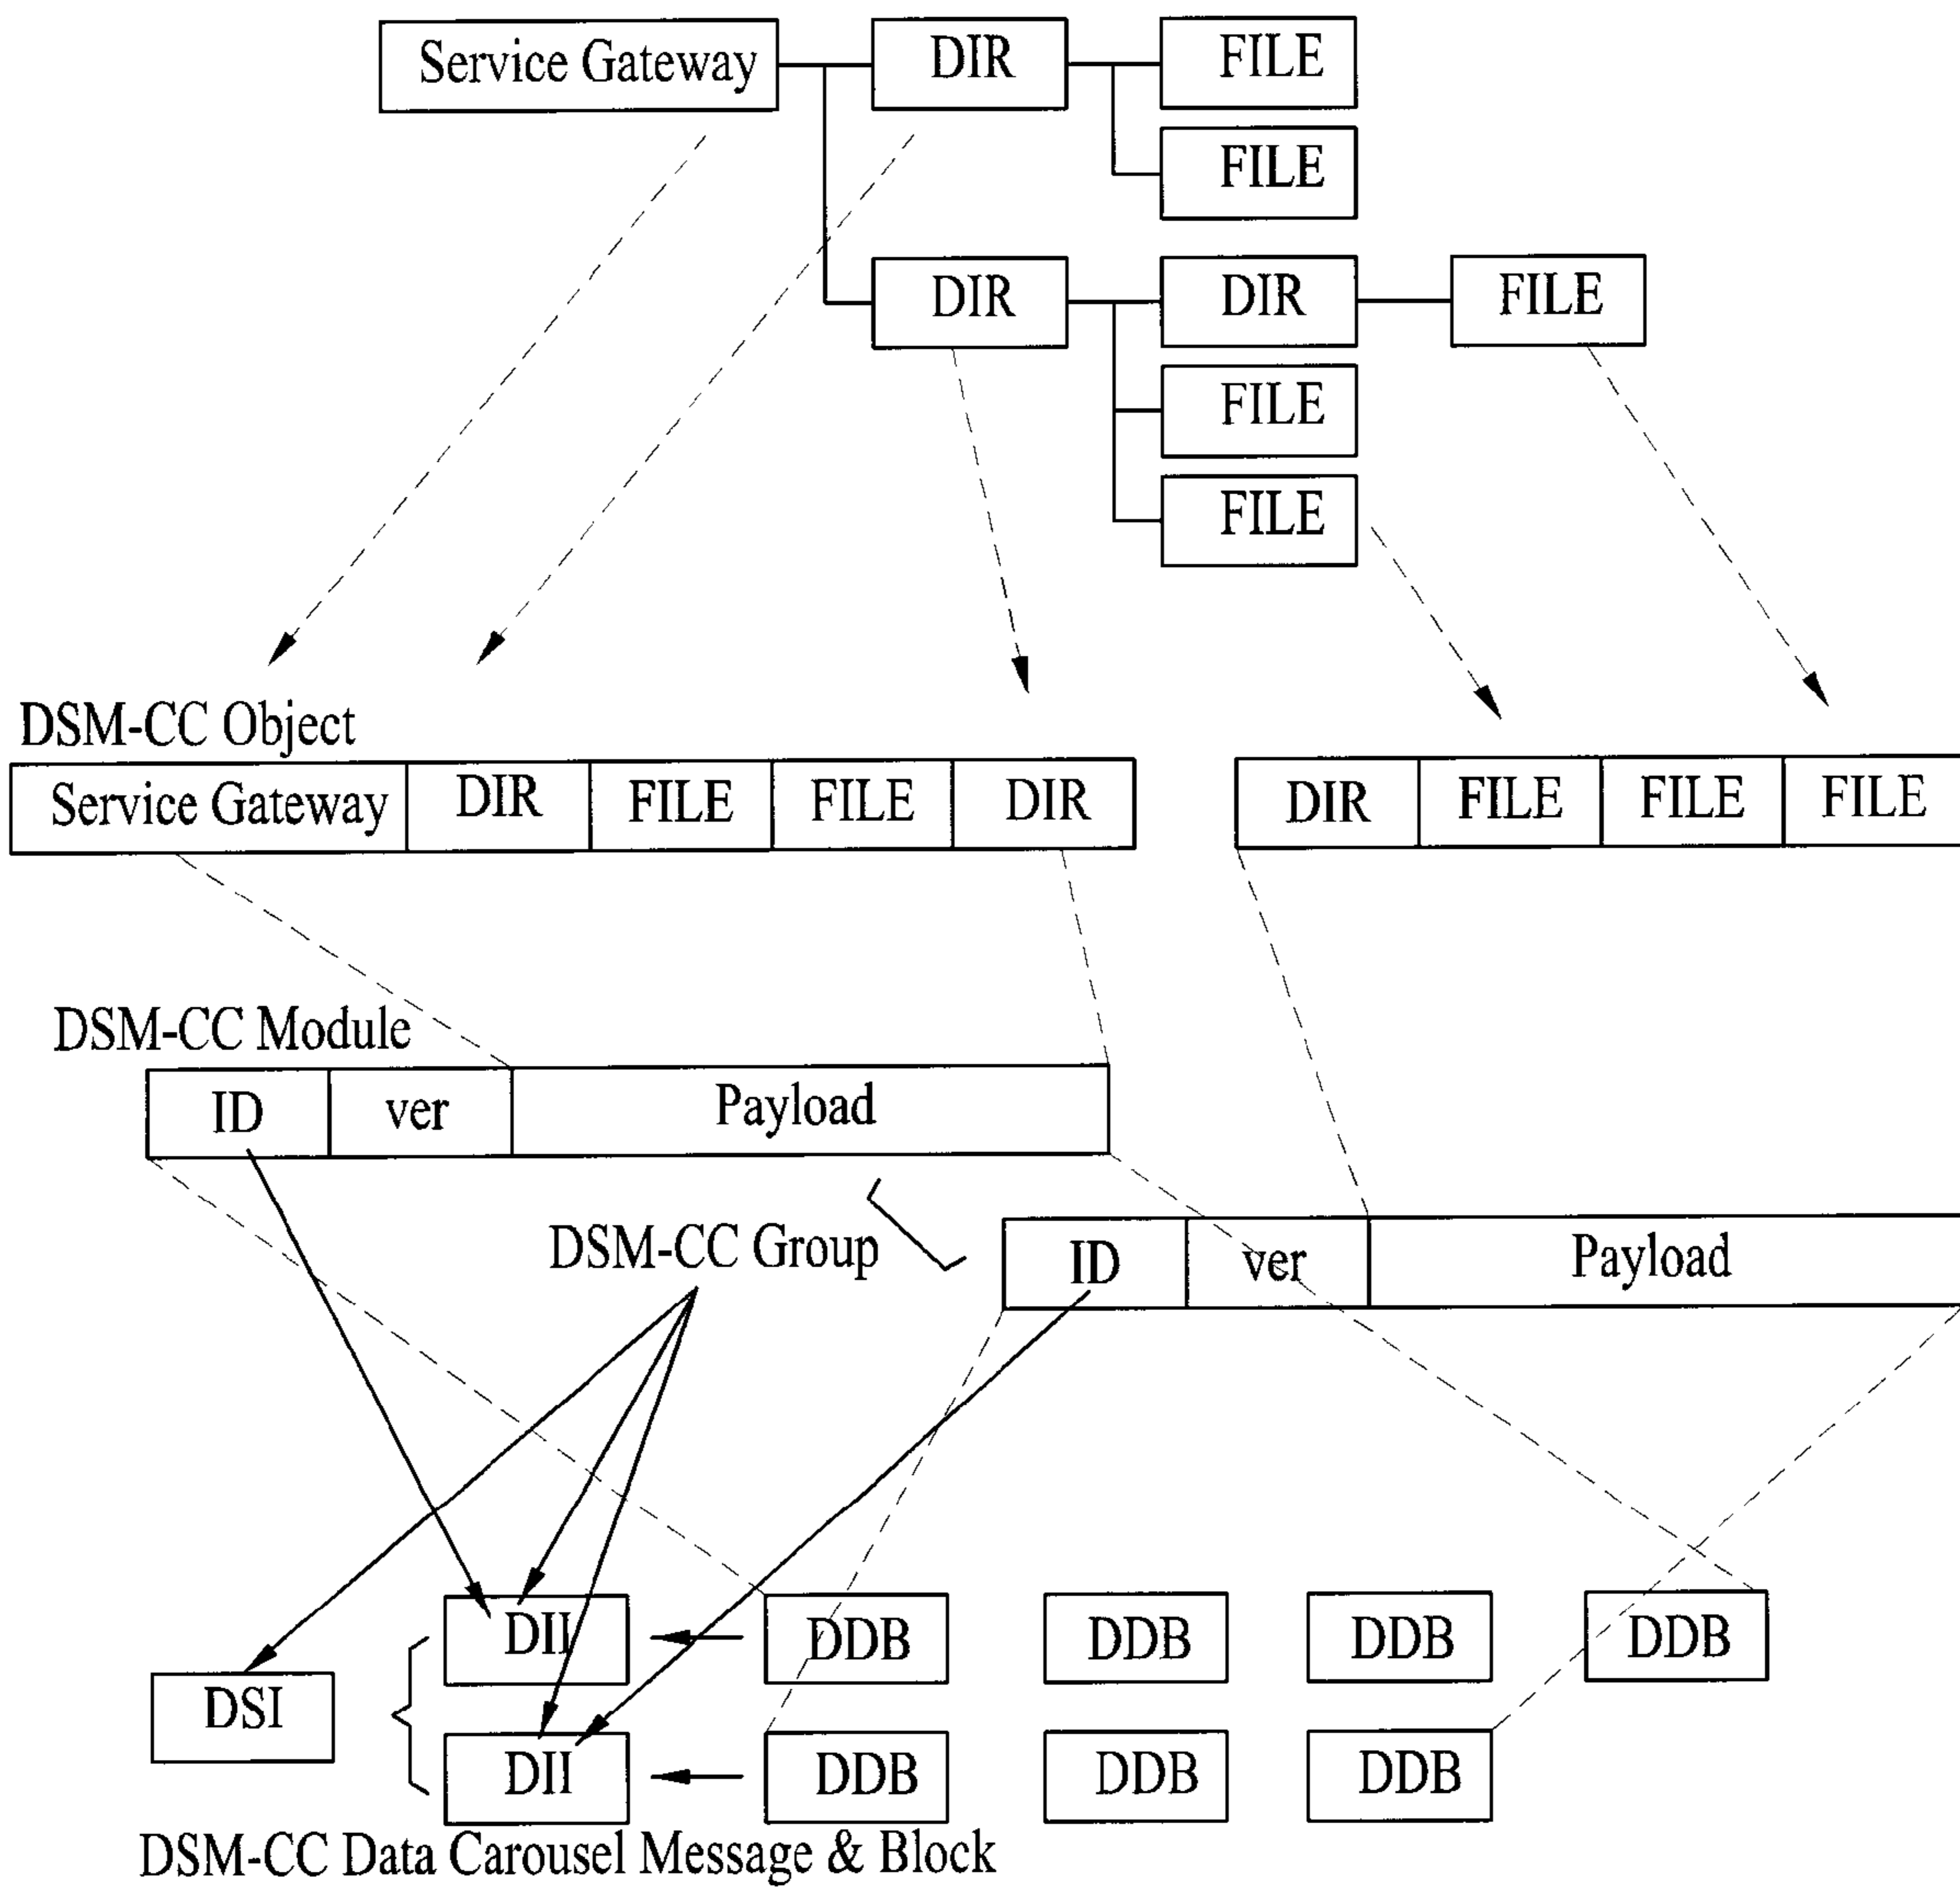 Service Gateway DIR FILE
FILE
DIR DIR FILE
FILE
FILE
DSM-CC Object
Service Gateway DIR FILE FILE DIR DIR FILE FILE FILE
DSM-CC Module
ID ver Payload
DSM-CC Group
ID ver Payload
DII DDB DDB DDB DDB
DSI
DII DDB DDB DDB
DSM-CC Data Carousel Message & Block